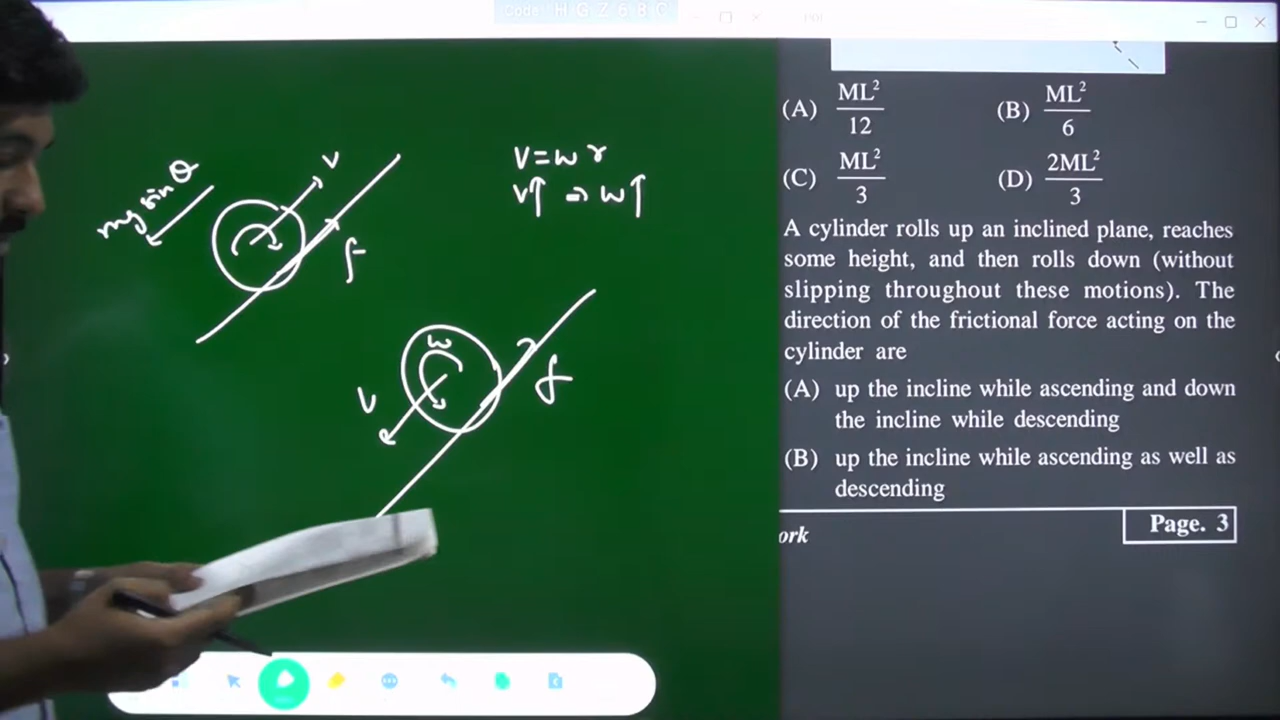 Code: HGZ68C
mg sin θ
v
f
v = w r
v↑ ⇒ w↑
w
v
f
(A) ML²/12
(B) ML²/6
(C) ML²/3
(D) 2ML²/3
A cylinder rolls up an inclined plane, reaches
some height, and then rolls down (without
slipping throughout these motions). The
direction of the frictional force acting on the
cylinder are
(A) up the incline while ascending and down
the incline while descending
(B) up the incline while ascending as well as
descending
ork
Page. 3